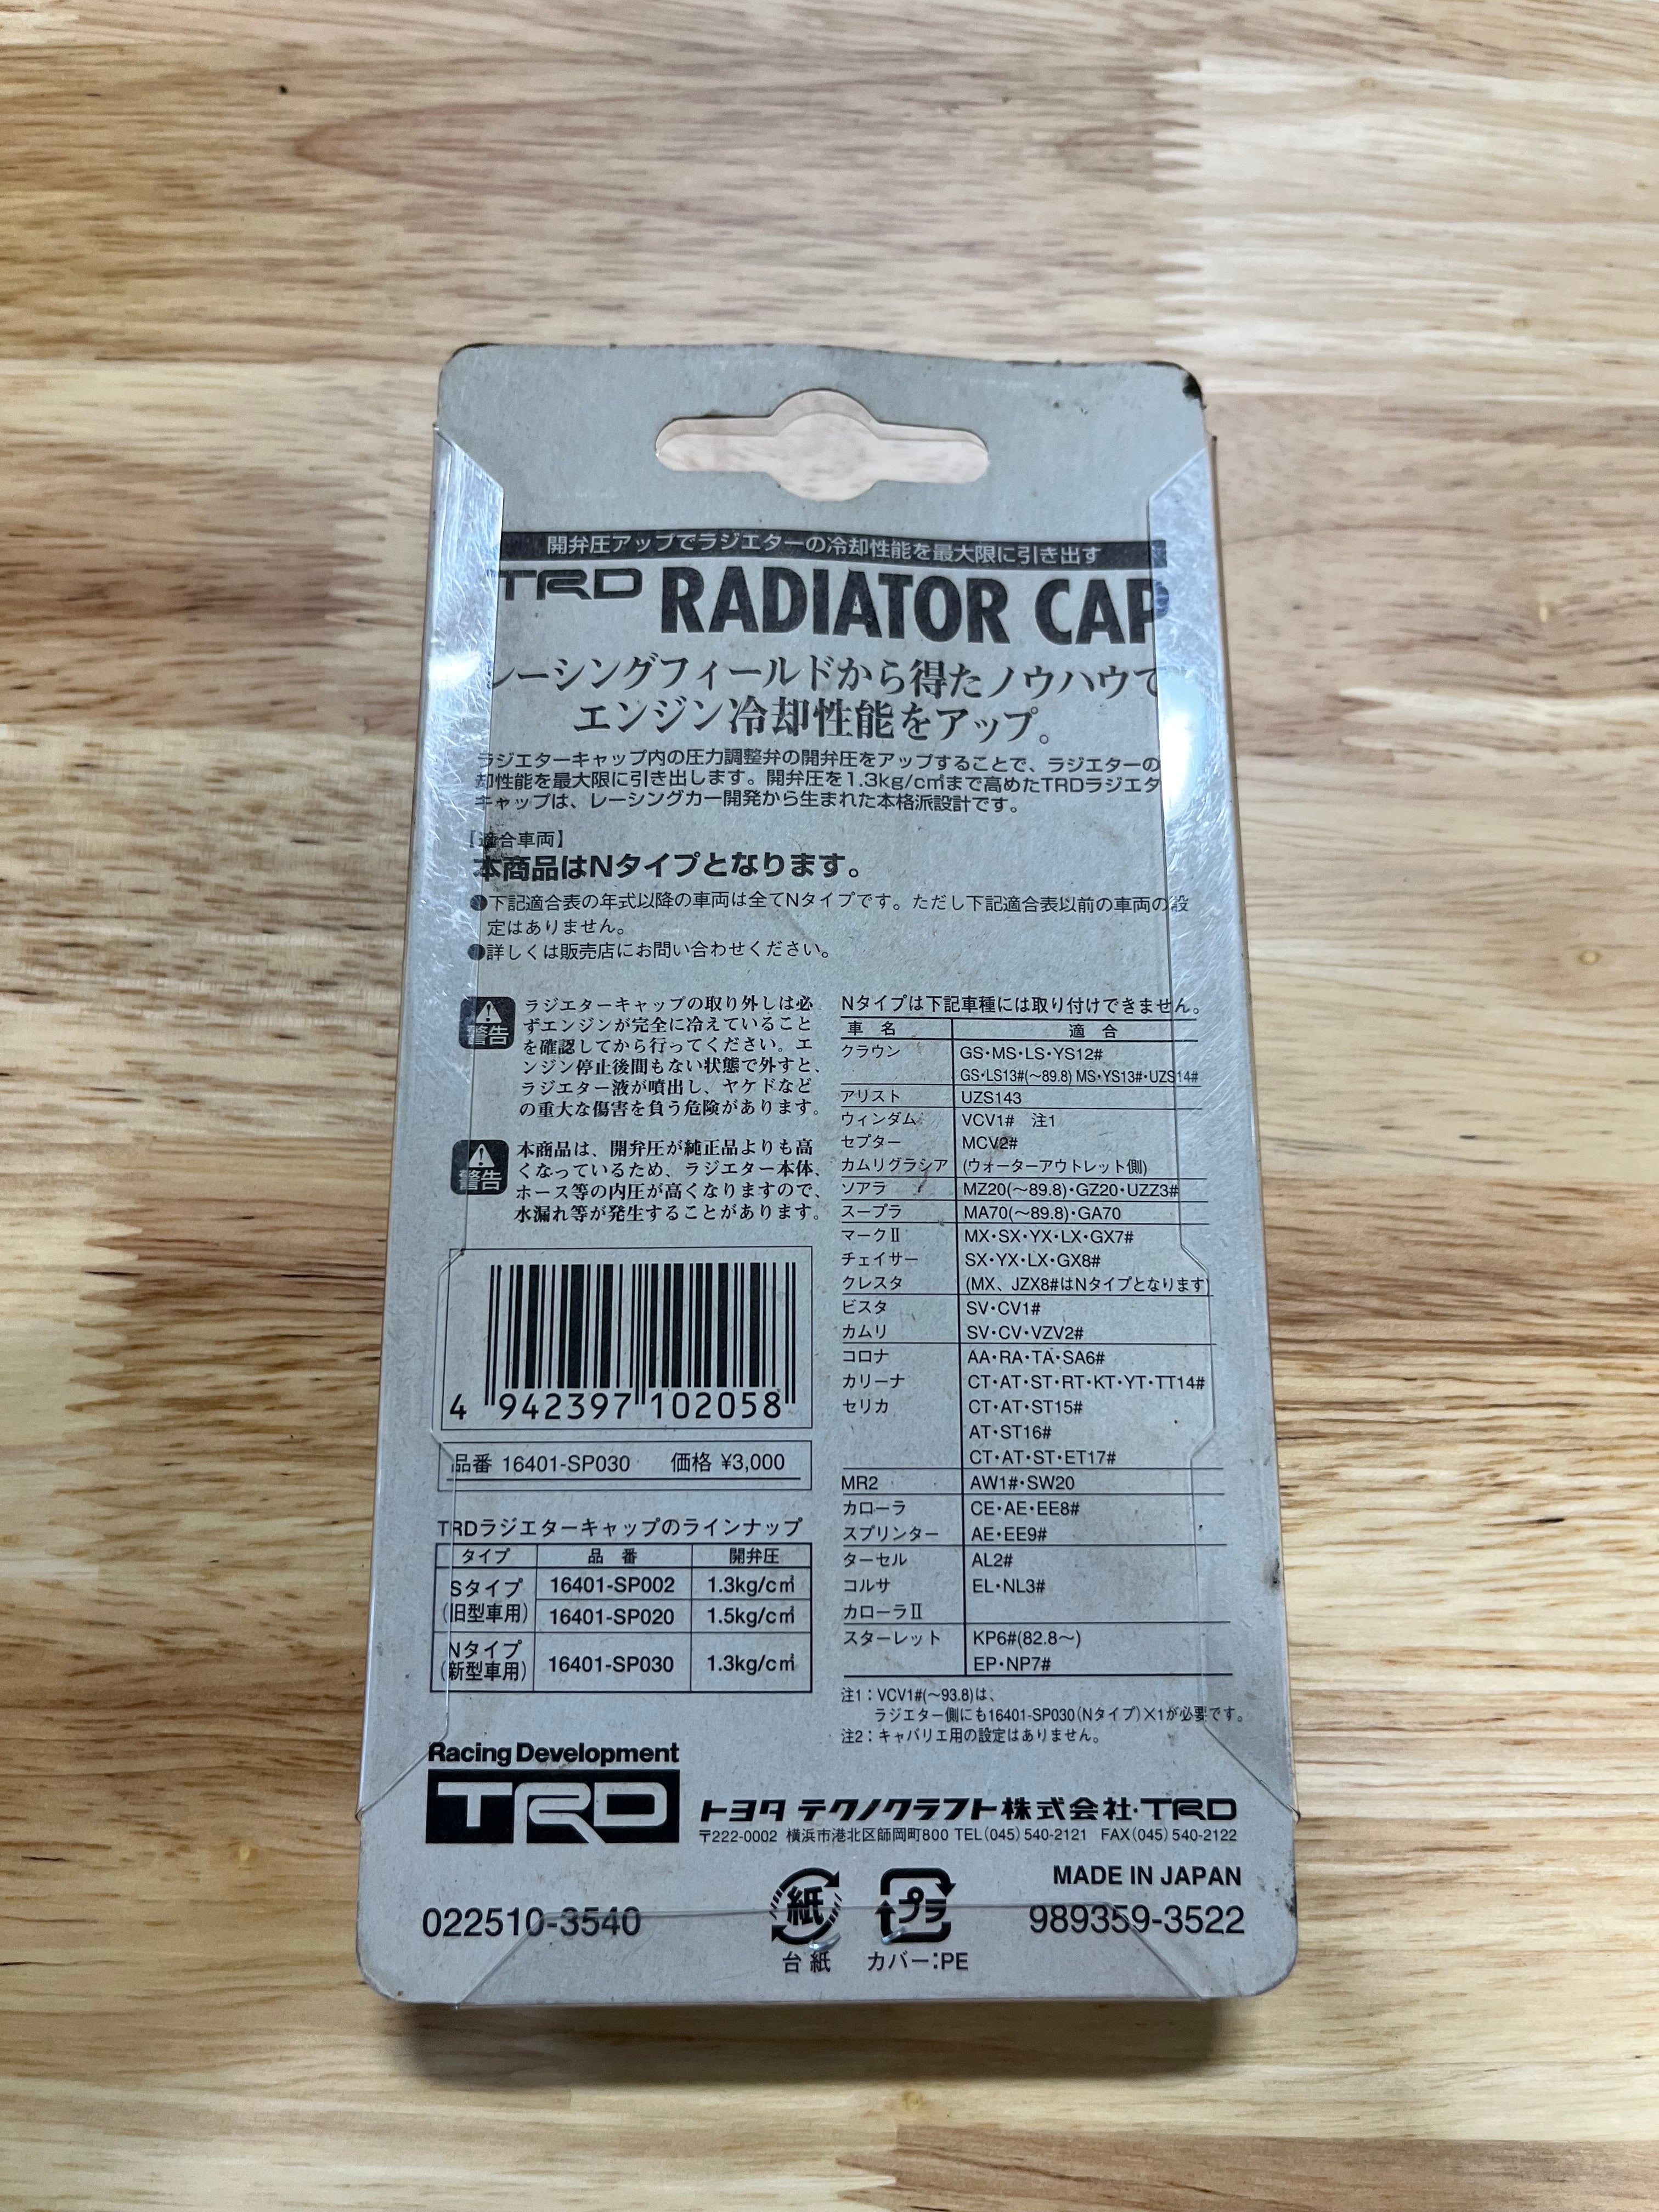 開弁圧アップでラジエターの冷却性能を最大限に引き出す
TRD RADIATOR CAP
レーシングフィールドから得たノウハウで
エンジン冷却性能をアップ。
ラジエターキャップ内の圧力調整弁の開弁圧をアップすることで、ラジエターの
却性能を最大限に引き出します。開弁圧を1.3kg/c㎡まで高めたTRDラジエタ
キャップは、レーシングカー開発から生まれた本格派設計です。
【適合車両】
本商品はNタイプとなります。
●下記適合表の年式以降の車両は全てNタイプです。ただし下記適合表以前の車両の設
定はありません。
●詳しくは販売店にお問い合わせください。
警告
ラジエターキャップの取り外しは必
ずエンジンが完全に冷えていること
を確認してから行ってください。エ
ンジン停止後間もない状態で外すと、
ラジエター液が噴出し、ヤケドなど
の重大な傷害を負う危険があります。
警告
本商品は、開弁圧が純正品よりも高
くなっているため、ラジエター本体、
ホース等の内圧が高くなりますので、
水漏れ等が発生することがあります。
4 942397 102058
品番 16401-SP030 価格 ¥3,000
TRDラジエターキャップのラインナップ
タイプ 品番 開弁圧
Sタイプ
(旧型車用)
16401-SP002 1.3kg/c㎡
16401-SP020 1.5kg/c㎡
Nタイプ
(新型車用)
16401-SP030 1.3kg/c㎡
Nタイプは下記車種には取り付けできません。
車名 適合
クラウン GS・MS・LS・YS12#
GS・LS13#(〜89.8) MS・YS13#・UZS14#
アリスト UZS143
ウィンダム VCV1# 注1
セプター MCV2#
カムリグラシア (ウォーターアウトレット側)
ソアラ MZ20(〜89.8)・GZ20・UZZ3#
スープラ MA70(〜89.8)・GA70
マークⅡ MX・SX・YX・LX・GX7#
チェイサー SX・YX・LX・GX8#
クレスタ (MX、JZX8#はNタイプとなります)
ビスタ SV・CV1#
カムリ SV・CV・VZV2#
コロナ AA・RA・TA・SA6#
カリーナ CT・AT・ST・RT・KT・YT・TT14#
セリカ CT・AT・ST15#
AT・ST16#
CT・AT・ST・ET17#
MR2 AW1#・SW20
カローラ CE・AE・EE8#
スプリンター AE・EE9#
ターセル AL2#
コルサ EL・NL3#
カローラⅡ
スターレット KP6#(82.8〜)
EP・NP7#
注1：VCV1#(〜93.8)は、
ラジエター側にも16401-SP030(Nタイプ)×1が必要です。
注2：キャバリエ用の設定はありません。
Racing Development
TRD トヨタ テクノクラフト株式会社・TRD
〒222-0002 横浜市港北区師岡町800 TEL(045)540-2121 FAX(045)540-2122
MADE IN JAPAN
022510-3540 紙 プラ 989359-3522
台紙 カバー:PE